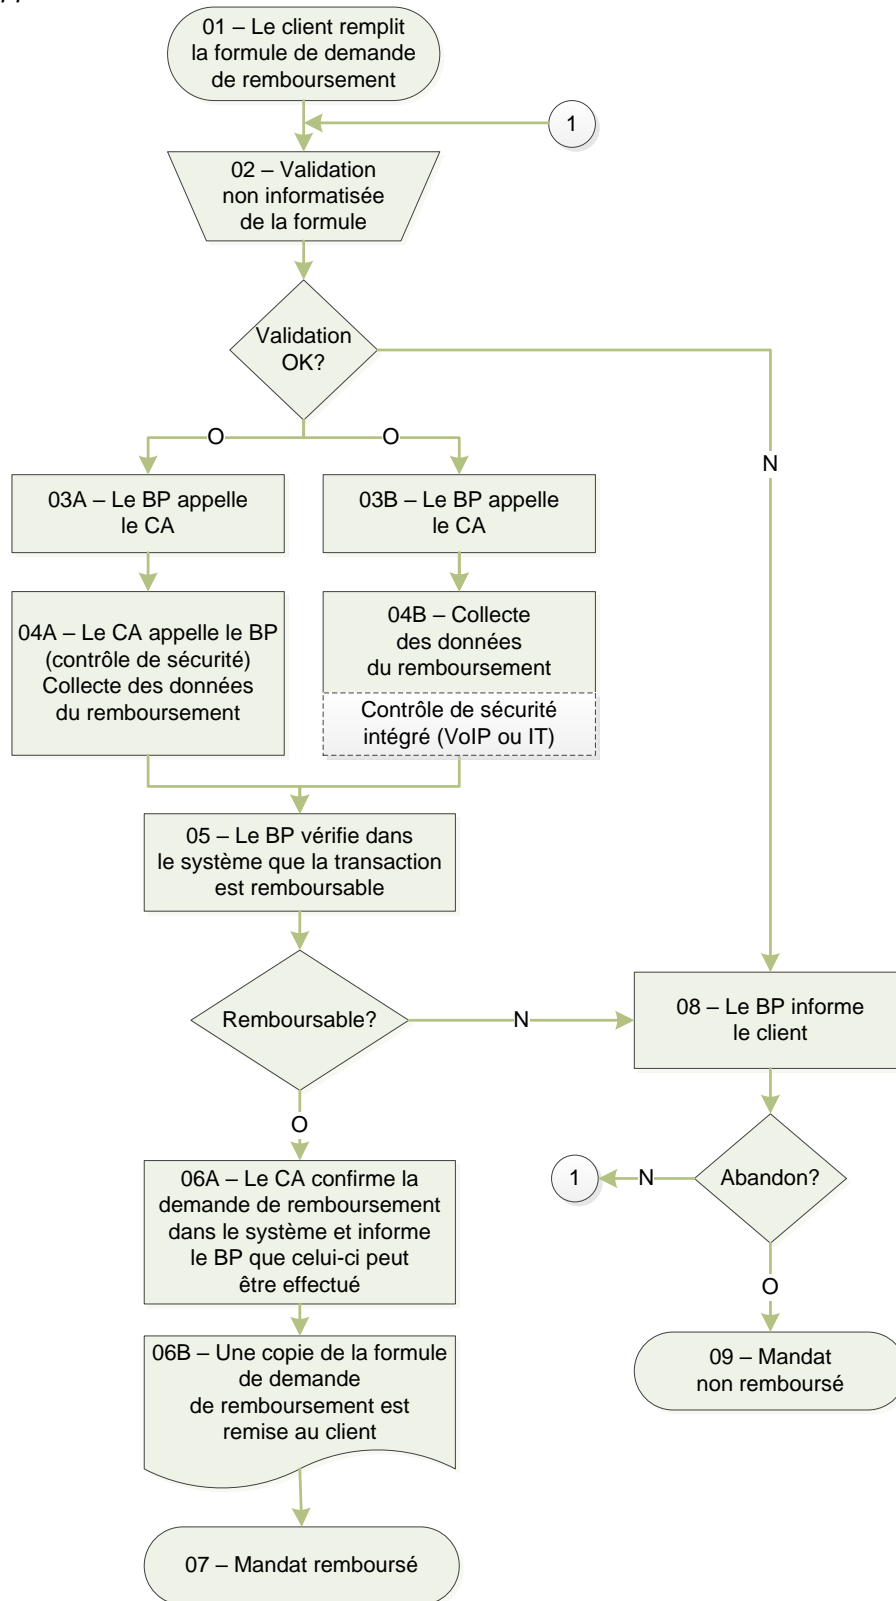 01 – Le client remplit
la formule de demande
de remboursement
1
02 – Validation
non informatisée
de la formule
Validation
OK?
O
O
N
03A – Le BP appelle
le CA
03B – Le BP appelle
le CA
04A – Le CA appelle le BP
(contrôle de sécurité)
Collecte des données
du remboursement
04B – Collecte
des données
du remboursement
Contrôle de sécurité
intégré (VoIP ou IT)
05 – Le BP vérifie dans
le système que la transaction
est remboursable
Remboursable?
N
08 – Le BP informe
le client
O
06A – Le CA confirme la
demande de remboursement
dans le système et informe
le BP que celui-ci peut
être effectué
1
N
Abandon?
O
06B – Une copie de la formule
de demande
de remboursement est
remise au client
09 – Mandat
non remboursé
07 – Mandat remboursé